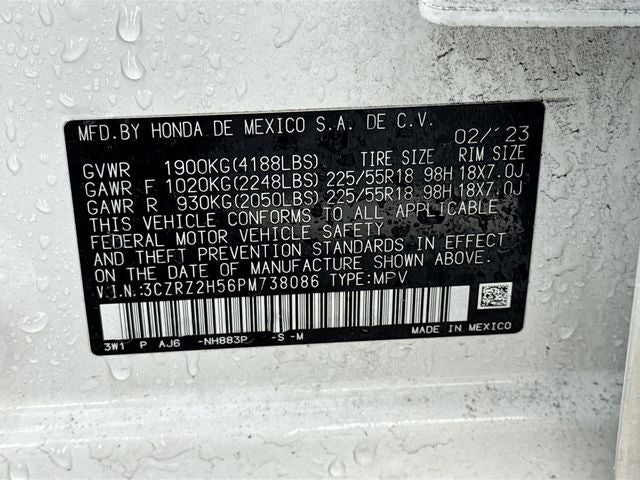 MFD.BY HONDA DE MEXICO S.A. DE C.V. 02/'23
GVWR 1900KG(4188LBS) TIRE SIZE RIM SIZE
GAWR F 1020KG(2248LBS) 225/55R18 98H 18X7.0J
GAWR R 930KG(2050LBS) 225/55R18 98H 18X7.0J
THIS VEHICLE CONFORMS TO ALL APPLICABLE
FEDERAL MOTOR VEHICLE SAFETY
STANDARDS IN EFFECT
ON THE DATE OF MANUFACTURE SHOWN ABOVE.
V.I.N.:3CZRZ2H56PM738086 TYPE:MPV
3W1 P AJ6 -NH883P -S -M MADE IN MEXICO